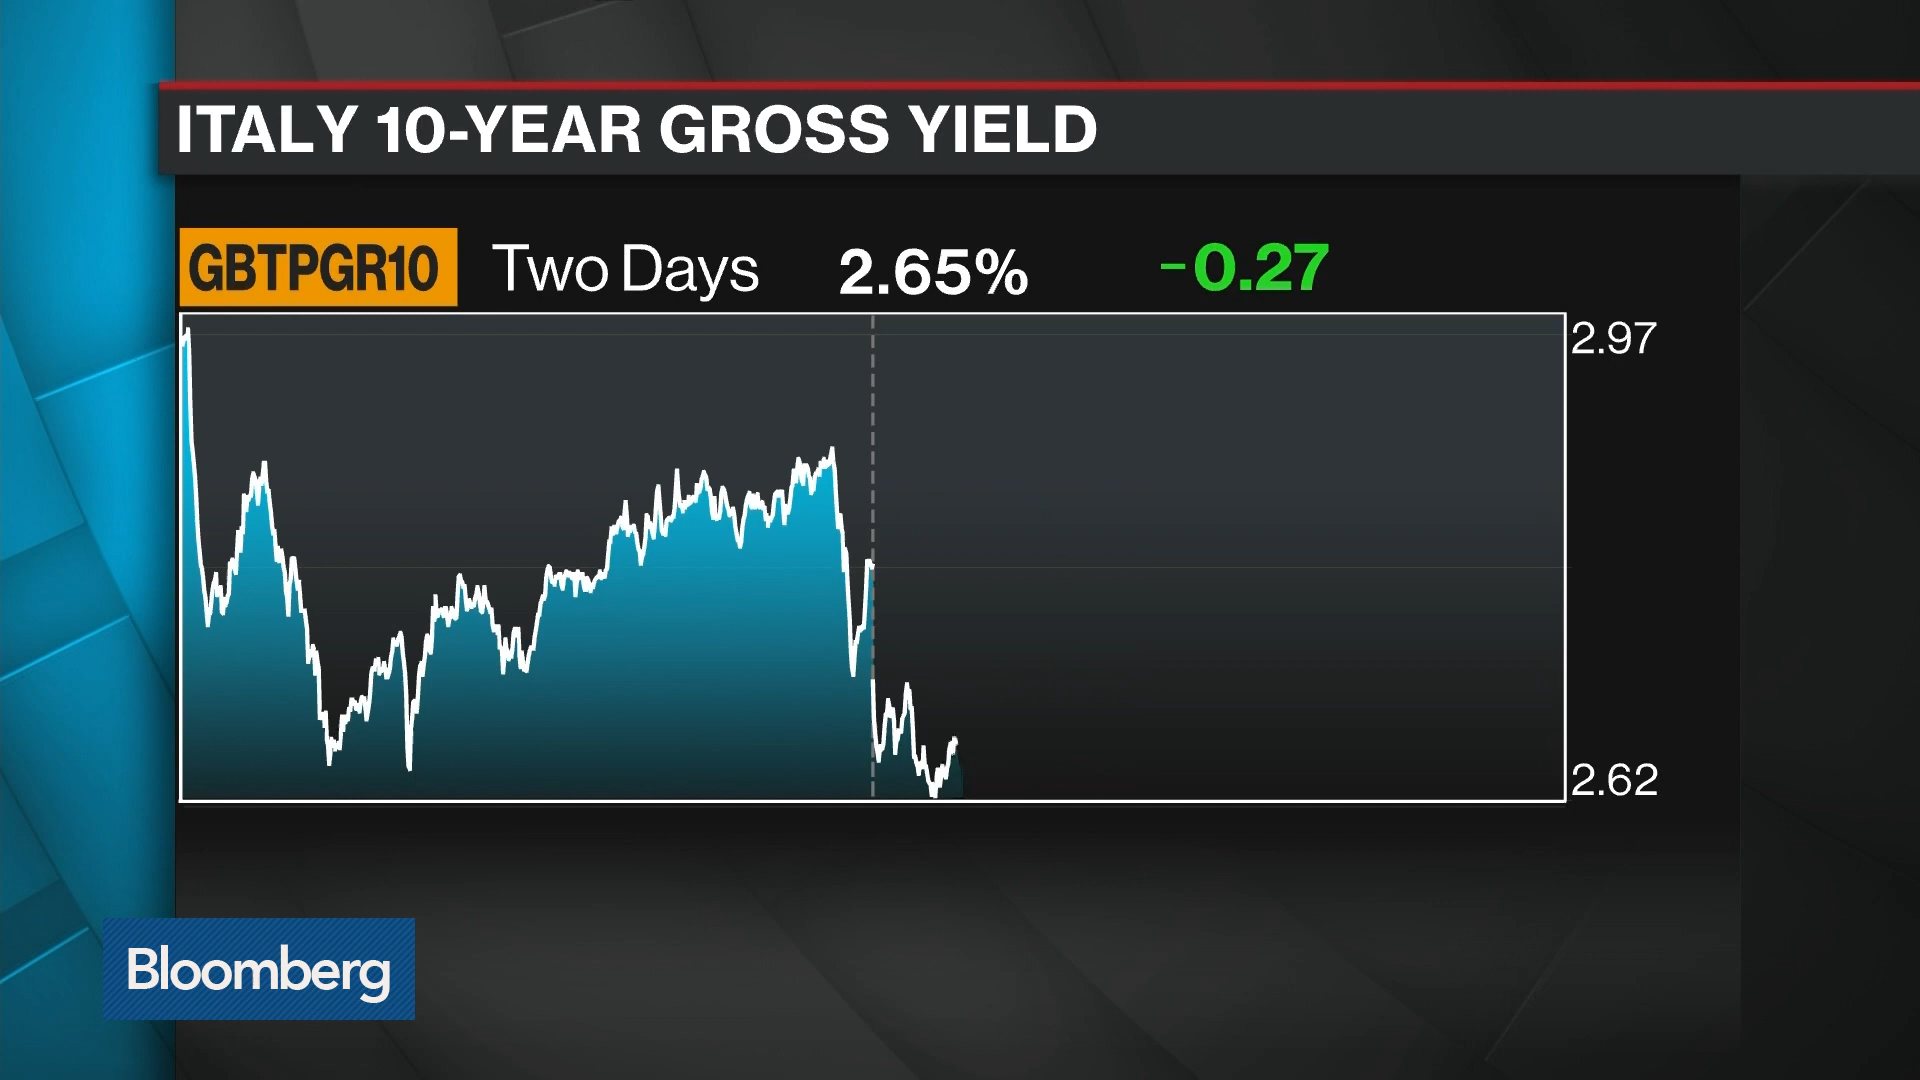 ITALY 10-YEAR GROSS YIELD
GBTPGR10 Two Days 2.65% -0.27
2.97
2.62
Bloomberg